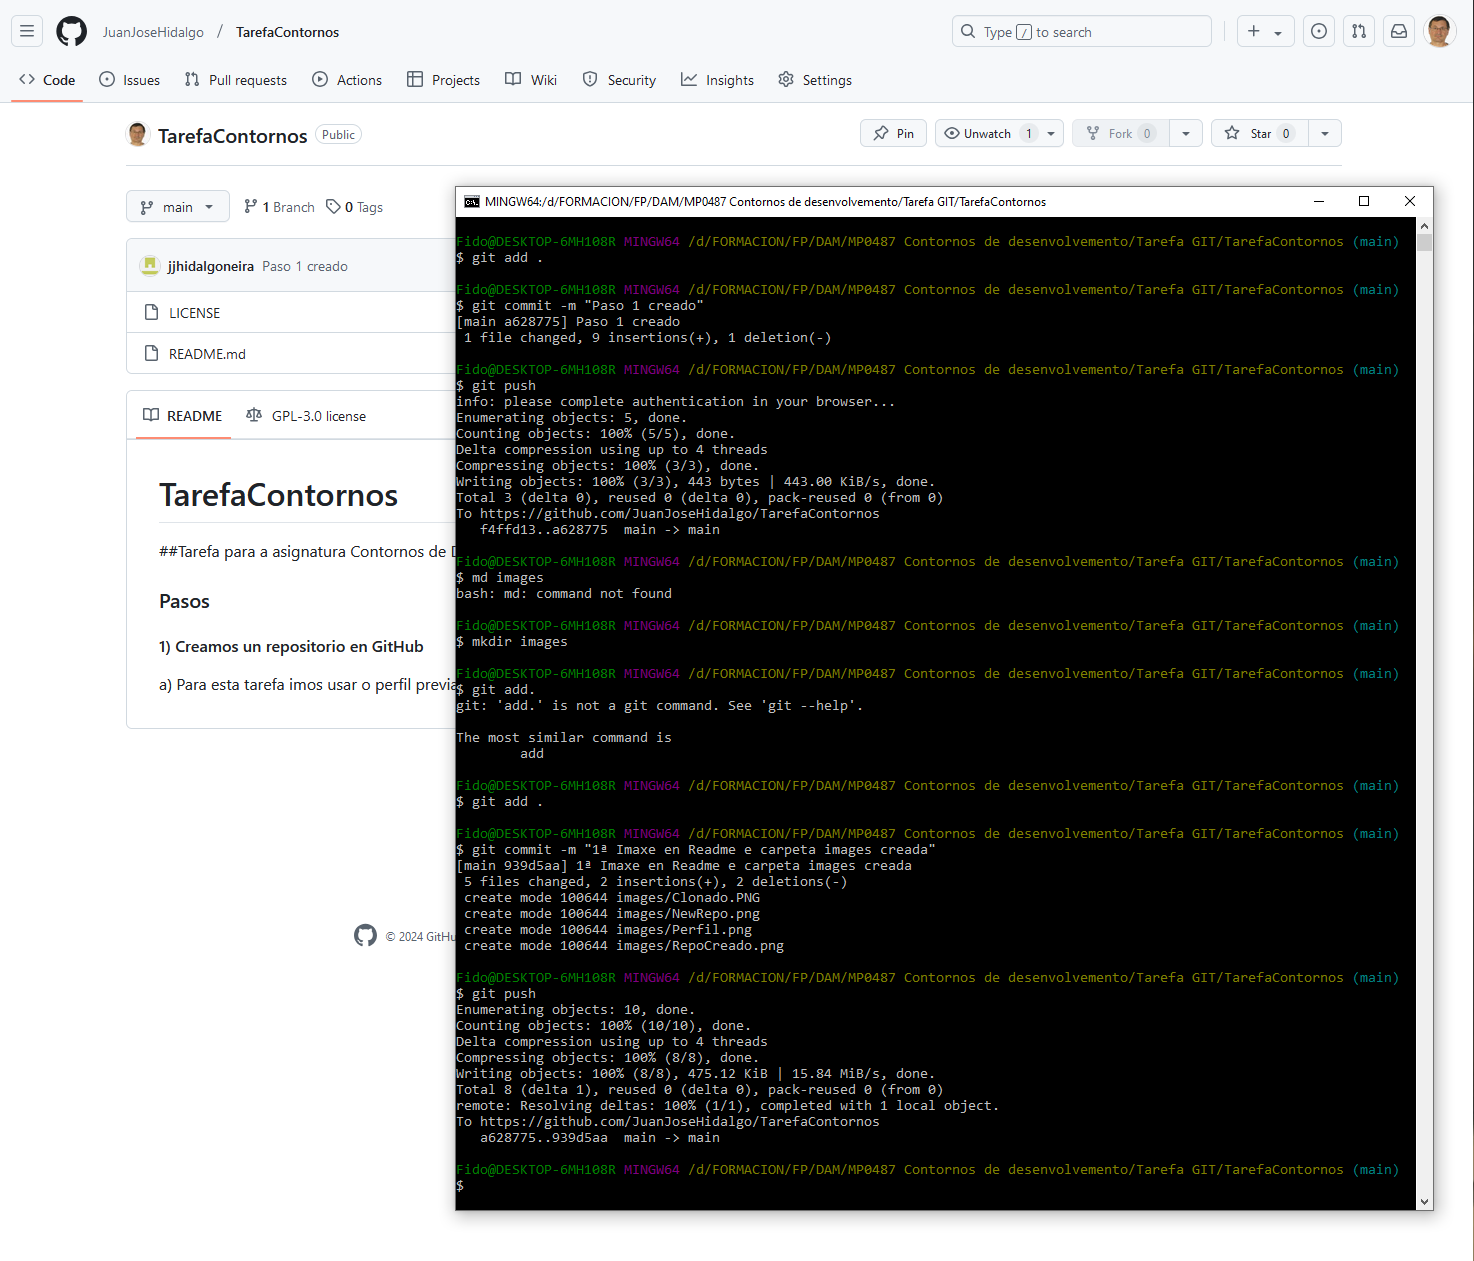 JuanJoseHidalgo / TarefaContornos
Type / to search
Code Issues Pull requests Actions Projects Wiki Security Insights Settings
TarefaContornos Public
Pin Unwatch 1 Fork 0 Star 0
main 1 Branch 0 Tags
jjhidalgoneira Paso 1 creado
LICENSE
README.md
README GPL-3.0 license
TarefaContornos
##Tarefa para a asignatura Contornos de
Pasos
1) Creamos un repositorio en GitHub
a) Para esta tarefa imos usar o perfil previa
© 2024 GitHu
MINGW64:/d/FORMACION/FP/DAM/MP0487 Contornos de desenvolvemento/Tarefa GIT/TarefaContornos
Fido@DESKTOP-6MH108R MINGW64 /d/FORMACION/FP/DAM/MP0487 Contornos de desenvolvemento/Tarefa GIT/TarefaContornos (main)
$ git add .
Fido@DESKTOP-6MH108R MINGW64 /d/FORMACION/FP/DAM/MP0487 Contornos de desenvolvemento/Tarefa GIT/TarefaContornos (main)
$ git commit -m "Paso 1 creado"
[main a628775] Paso 1 creado
1 file changed, 9 insertions(+), 1 deletion(-)
Fido@DESKTOP-6MH108R MINGW64 /d/FORMACION/FP/DAM/MP0487 Contornos de desenvolvemento/Tarefa GIT/TarefaContornos (main)
$ git push
info: please complete authentication in your browser...
Enumerating objects: 5, done.
Counting objects: 100% (5/5), done.
Delta compression using up to 4 threads
Compressing objects: 100% (3/3), done.
Writing objects: 100% (3/3), 443 bytes | 443.00 KiB/s, done.
Total 3 (delta 0), reused 0 (delta 0), pack-reused 0 (from 0)
To https://github.com/JuanJoseHidalgo/TarefaContornos
f4ffd13..a628775 main -> main
Fido@DESKTOP-6MH108R MINGW64 /d/FORMACION/FP/DAM/MP0487 Contornos de desenvolvemento/Tarefa GIT/TarefaContornos (main)
$ md images
bash: md: command not found
Fido@DESKTOP-6MH108R MINGW64 /d/FORMACION/FP/DAM/MP0487 Contornos de desenvolvemento/Tarefa GIT/TarefaContornos (main)
$ mkdir images
Fido@DESKTOP-6MH108R MINGW64 /d/FORMACION/FP/DAM/MP0487 Contornos de desenvolvemento/Tarefa GIT/TarefaContornos (main)
$ git add.
git: 'add.' is not a git command. See 'git --help'.
The most similar command is
add
Fido@DESKTOP-6MH108R MINGW64 /d/FORMACION/FP/DAM/MP0487 Contornos de desenvolvemento/Tarefa GIT/TarefaContornos (main)
$ git add .
Fido@DESKTOP-6MH108R MINGW64 /d/FORMACION/FP/DAM/MP0487 Contornos de desenvolvemento/Tarefa GIT/TarefaContornos (main)
$ git commit -m "1ª Imaxe en Readme e carpeta images creada"
[main 939d5aa] 1ª Imaxe en Readme e carpeta images creada
5 files changed, 2 insertions(+), 2 deletions(-)
create mode 100644 images/Clonado.PNG
create mode 100644 images/NewRepo.png
create mode 100644 images/Perfil.png
create mode 100644 images/RepoCreado.png
Fido@DESKTOP-6MH108R MINGW64 /d/FORMACION/FP/DAM/MP0487 Contornos de desenvolvemento/Tarefa GIT/TarefaContornos (main)
$ git push
Enumerating objects: 10, done.
Counting objects: 100% (10/10), done.
Delta compression using up to 4 threads
Compressing objects: 100% (8/8), done.
Writing objects: 100% (8/8), 475.12 KiB | 15.84 MiB/s, done.
Total 8 (delta 1), reused 0 (delta 0), pack-reused 0 (from 0)
remote: Resolving deltas: 100% (1/1), completed with 1 local object.
To https://github.com/JuanJoseHidalgo/TarefaContornos
a628775..939d5aa main -> main
Fido@DESKTOP-6MH108R MINGW64 /d/FORMACION/FP/DAM/MP0487 Contornos de desenvolvemento/Tarefa GIT/TarefaContornos (main)
$